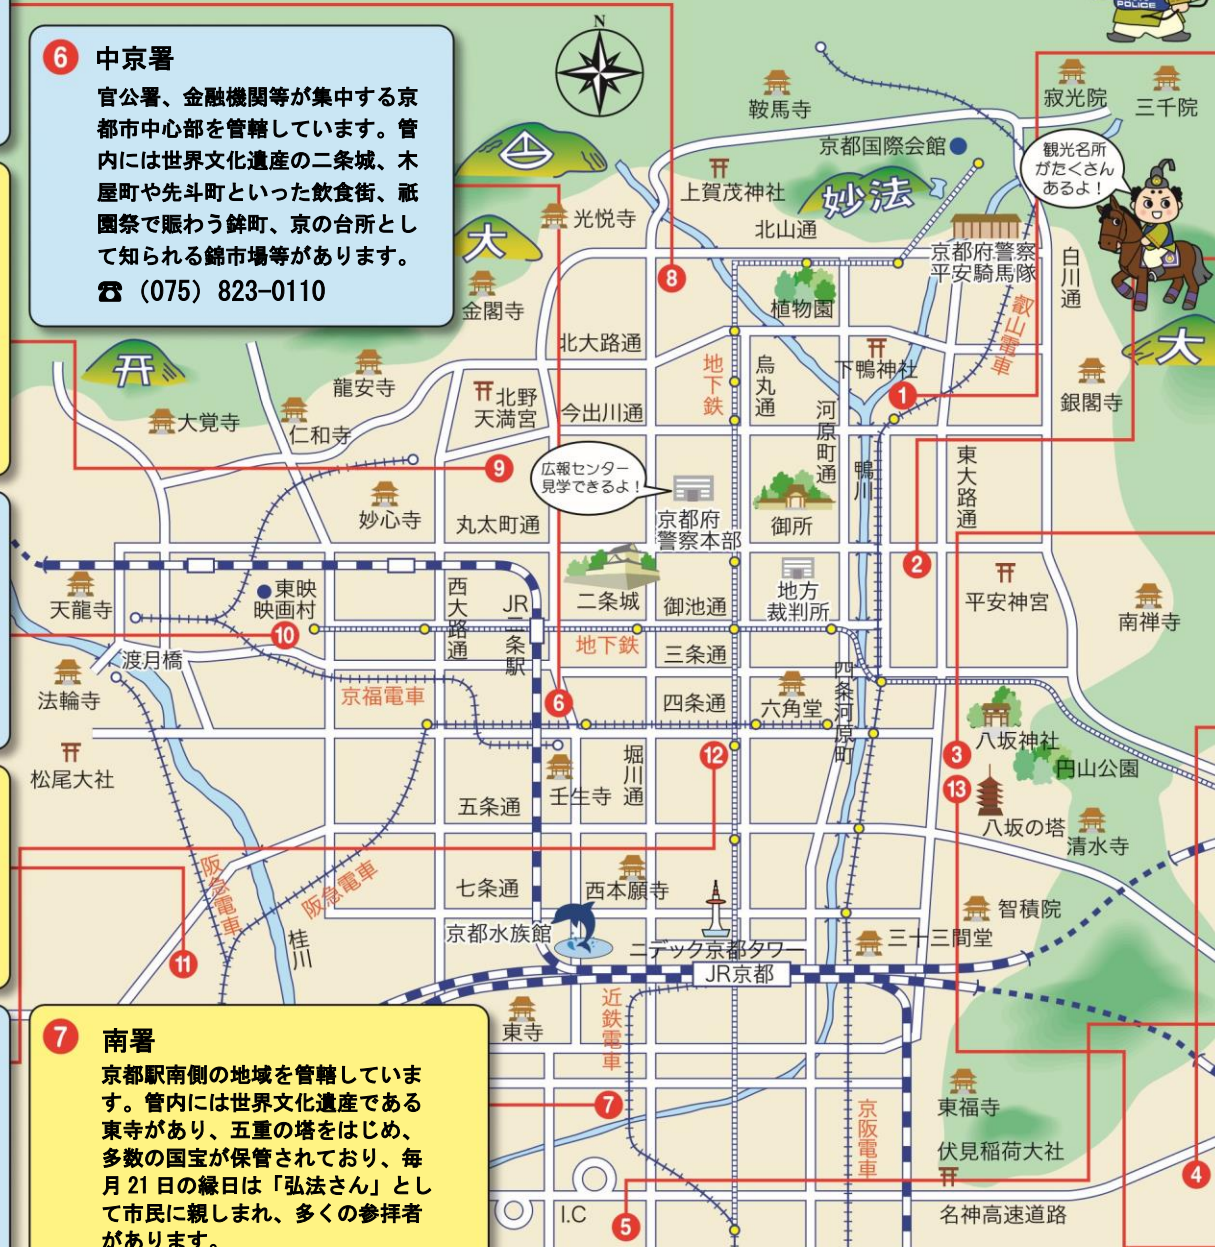 POLICE
N
6 中京署
官公署、金融機関等が集中する京
都市中心部を管轄しています。管
内には世界文化遺産の二条城、木
屋町や先斗町といった飲食街、祇
園祭で賑わう鉾町、京の台所とし
て知られる錦市場等があります。
☎（075）823-0110
鞍馬寺
寂光院
三千院
京都国際会館
観光名所
がたくさん
あるよ！
上賀茂神社
妙法
光悦寺
大
北山通
京都府警察
平安騎馬隊
白川通
8
金閣寺
植物園
叡山電車
大
北大路通
地下鉄
烏丸通
下鴨神社
1
銀閣寺
龍安寺
北野
天満宮
今出川通
河原町通
大覚寺
仁和寺
9
広報センター
見学できるよ！
鴨川
東大路通
妙心寺
丸太町通
京都府
警察本部
御所
2
天龍寺
東映
映画村
西大路通
JR二条駅
二条城
御池通
地方
裁判所
平安神宮
南禅寺
10
地下鉄
三条通
渡月橋
法輪寺
京福電車
6
四条通
六角堂
四条河原町
八坂神社
3
円山公園
松尾大社
12
堀川通
壬生寺
五条通
13
八坂の塔
清水寺
阪急電車
阪急電車
七条通
西本願寺
智積院
桂川
京都水族館
ニデック京都タワー
三十三間堂
11
JR京都
7 南署
京都駅南側の地域を管轄していま
す。管内には世界文化遺産である
東寺があり、五重の塔をはじめ、
多数の国宝が保管されており、毎
月21日の縁日は「弘法さん」とし
て市民に親しまれ、多くの参拝者
があります。
東寺
近鉄電車
7
京阪電車
東福寺
伏見稲荷大社
4
I.C
5
名神高速道路